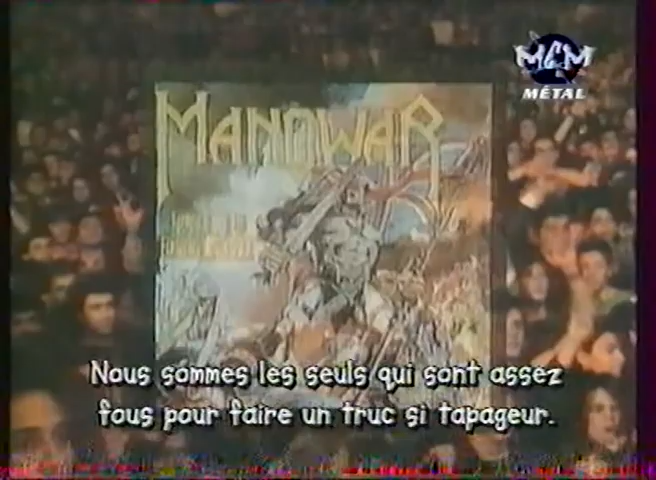 MCM
MÉTAL
MANOWAR
Nous sommes les seuls qui sont assez
fous pour faire un truc si tapageur.